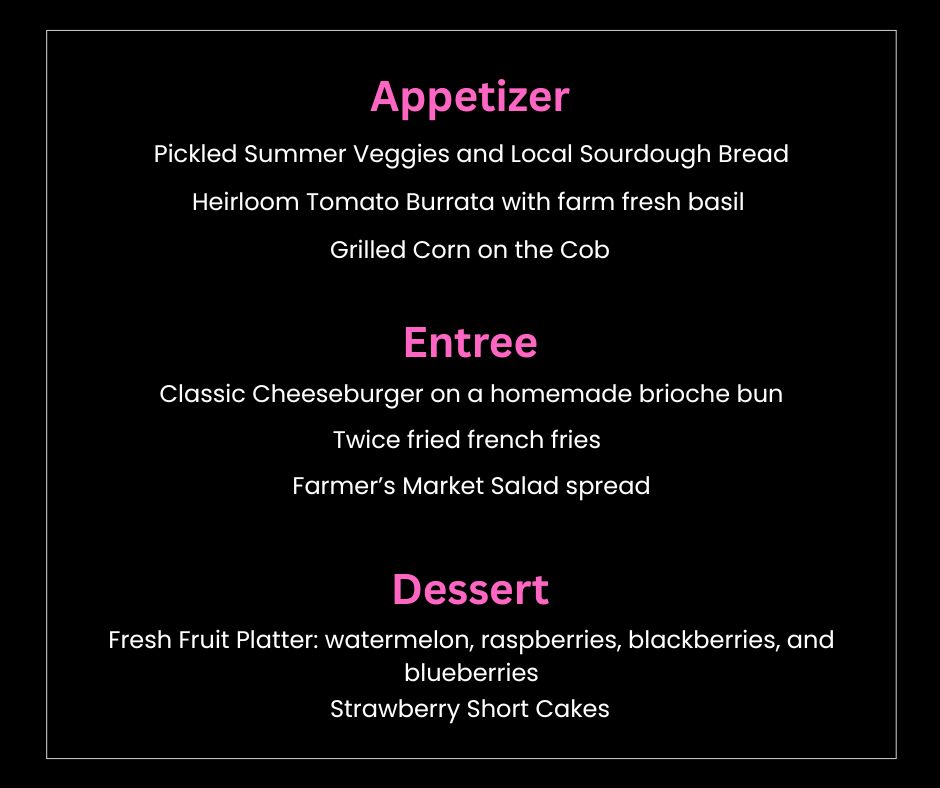 Appetizer
Pickled Summer Veggies and Local Sourdough Bread
Heirloom Tomato Burrata with farm fresh basil
Grilled Corn on the Cob
Entree
Classic Cheeseburger on a homemade brioche bun
Twice fried french fries
Farmer’s Market Salad spread
Dessert
Fresh Fruit Platter: watermelon, raspberries, blackberries, and
blueberries
Strawberry Short Cakes